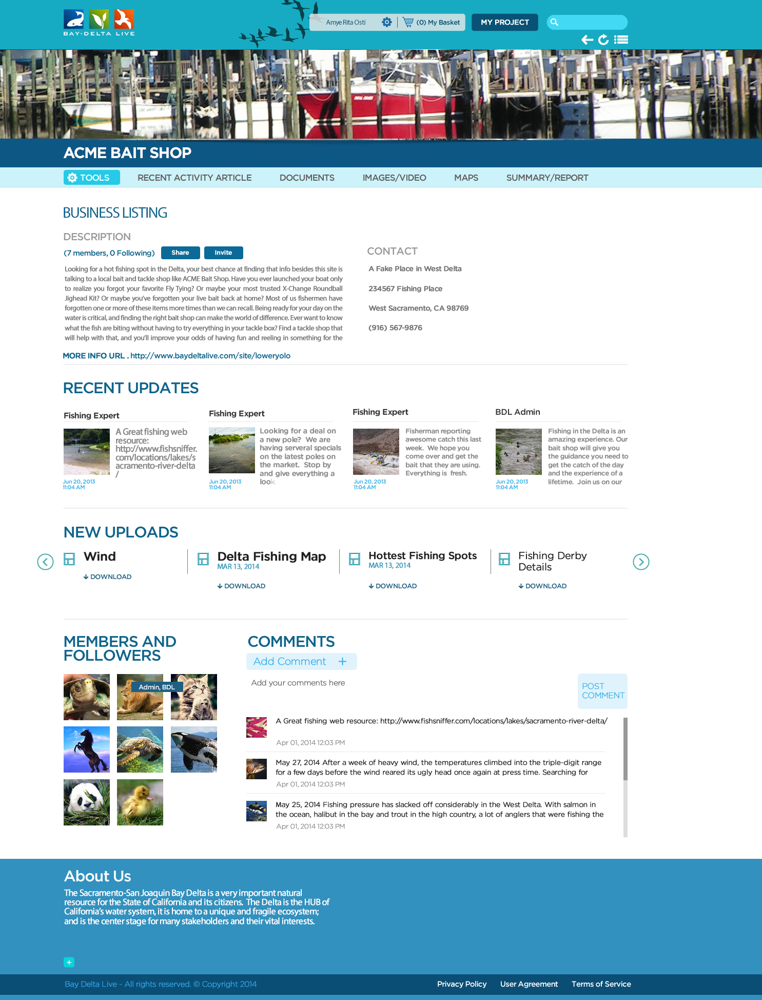 BAY-DELTA LIVE
Amye Rita Osti
(0) My Basket
MY PROJECT
ACME BAIT SHOP
TOOLS
RECENT ACTIVITY ARTICLE
DOCUMENTS
IMAGES/VIDEO
MAPS
SUMMARY/REPORT
BUSINESS LISTING
DESCRIPTION
(7 members, 0 Following)
Share
Invite
Looking for a hot fishing spot in the Delta, your best chance at finding that info besides this site is
talking to a local bait and tackle shop like ACME Bait Shop. Have you ever launched your boat only
to realize you forgot your favorite Fly Tying? Or maybe your most trusted X-Change Roundball
Jighead Kit? Or maybe you've forgotten your live bait back at home? Most of us fishermen have
forgotten one or more of these items more times than we can recall. Being ready for your day on the
water is critical, and finding the right bait shop can make the world of difference. Ever want to know
what the fish are biting without having to try everything in your tackle box? Find a tackle shop that
will help with that, and you'll improve your odds of having fun and reeling in something for the
MORE INFO URL . http://www.baydeltalive.com/site/loweryolo
CONTACT
A Fake Place in West Delta
234567 Fishing Place
West Sacramento, CA 98769
(916) 567-9876
RECENT UPDATES
Fishing Expert
A Great fishing web
resource:
http://www.fishsniffer.
com/locations/lakes/s
acramento-river-delta
/
Jun 20, 2013
11:04 AM
Fishing Expert
Looking for a deal on
a new pole? We are
having serveral specials
on the latest poles on
the market. Stop by
and give everything a
look.
Jun 20, 2013
11:04 AM
Fishing Expert
Fisherman reporting
awesome catch this last
week. We hope you
come over and get the
bait that they are using.
Everything is fresh.
Jun 20, 2013
11:04 AM
BDL Admin
Fishing in the Delta is an
amazing experience. Our
bait shop will give you
the guidance you need to
get the catch of the day
and the experience of a
lifetime. Join us on our
Jun 20, 2013
11:04 AM
NEW UPLOADS
Wind
DOWNLOAD
Delta Fishing Map
MAR 13, 2014
DOWNLOAD
Hottest Fishing Spots
MAR 13, 2014
DOWNLOAD
Fishing Derby
Details
DOWNLOAD
MEMBERS AND
FOLLOWERS
Admin, BDL
COMMENTS
Add Comment +
Add your comments here
POST
COMMENT
A Great fishing web resource: http://www.fishsniffer.com/locations/lakes/sacramento-river-delta/
Apr 01, 2014 12:03 PM
May 27, 2014 After a week of heavy wind, the temperatures climbed into the triple-digit range
for a few days before the wind reared its ugly head once again at press time. Searching for
Apr 01, 2014 12:03 PM
May 25, 2014 Fishing pressure has slacked off considerably in the West Delta. With salmon in
the ocean, halibut in the bay and trout in the high country, a lot of anglers that were fishing the
Apr 01, 2014 12:03 PM
About Us
The Sacramento-San Joaquin Bay Delta is a very important natural
resource for the State of California and its citizens. The Delta is the HUB of
California's water system, it is home to a unique and fragile ecosystem;
and is the center stage for many stakeholders and their vital interests.
+
Bay Delta Live - All rights reserved. © Copyright 2014
Privacy Policy
User Agreement
Terms of Service